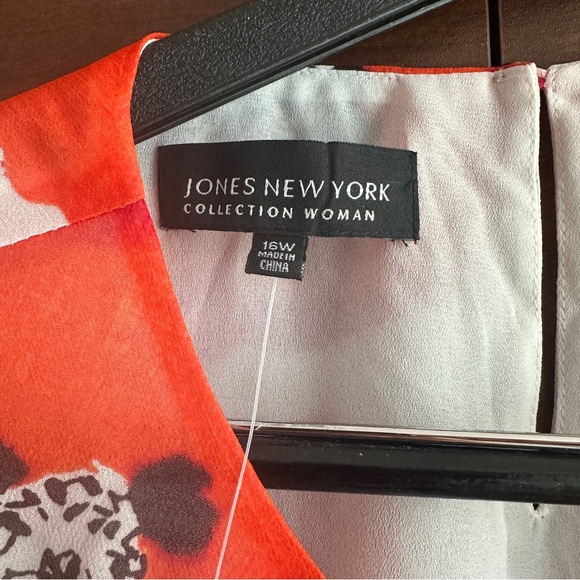 JONES NEW YORK
COLLECTION WOMAN
16W
MADE IN
CHINA